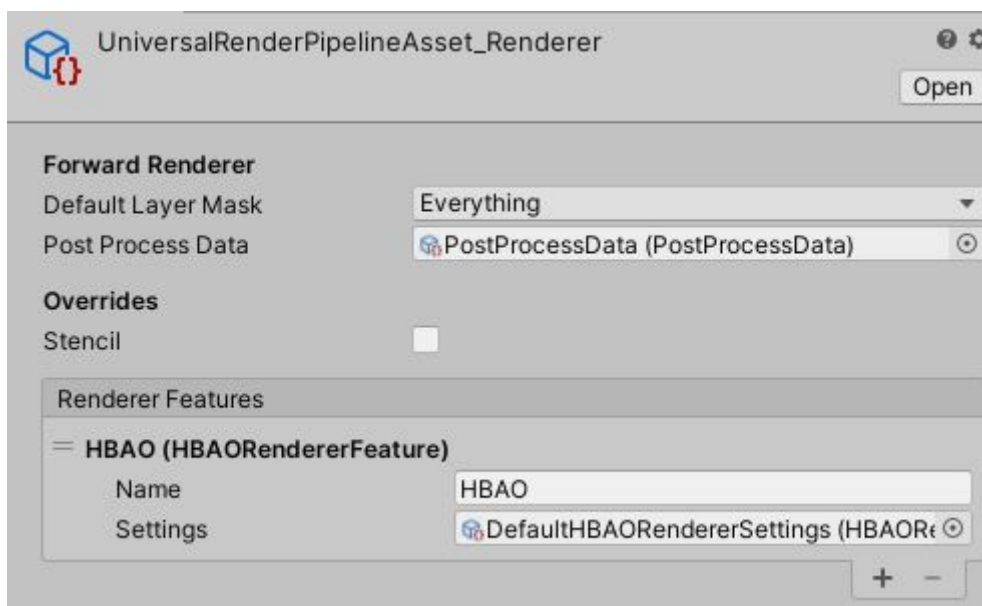 UniversalRenderPipelineAsset_Renderer
Open
Forward Renderer
Default Layer Mask Everything
Post Process Data PostProcessData (PostProcessData)
Overrides
Stencil
Renderer Features
HBAO (HBAORendererFeature)
Name HBAO
Settings DefaultHBAORendererSettings (HBAORe